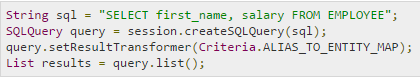 String sql = "SELECT first_name, salary FROM EMPLOYEE";
SQLQuery query = session.createSQLQuery(sql);
query.setResultTransformer(Criteria.ALIAS_TO_ENTITY_MAP);
List results = query.list();